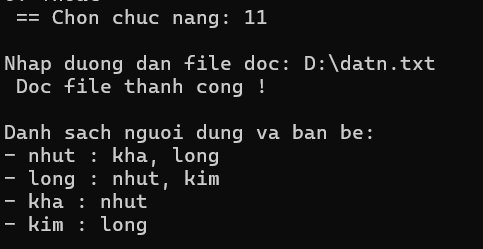 == Chon chuc nang: 11
Nhap duong dan file doc: D:\datn.txt
Doc file thanh cong !
Danh sach nguoi dung va ban be:
- nhut : kha, long
- long : nhut, kim
- kha : nhut
- kim : long